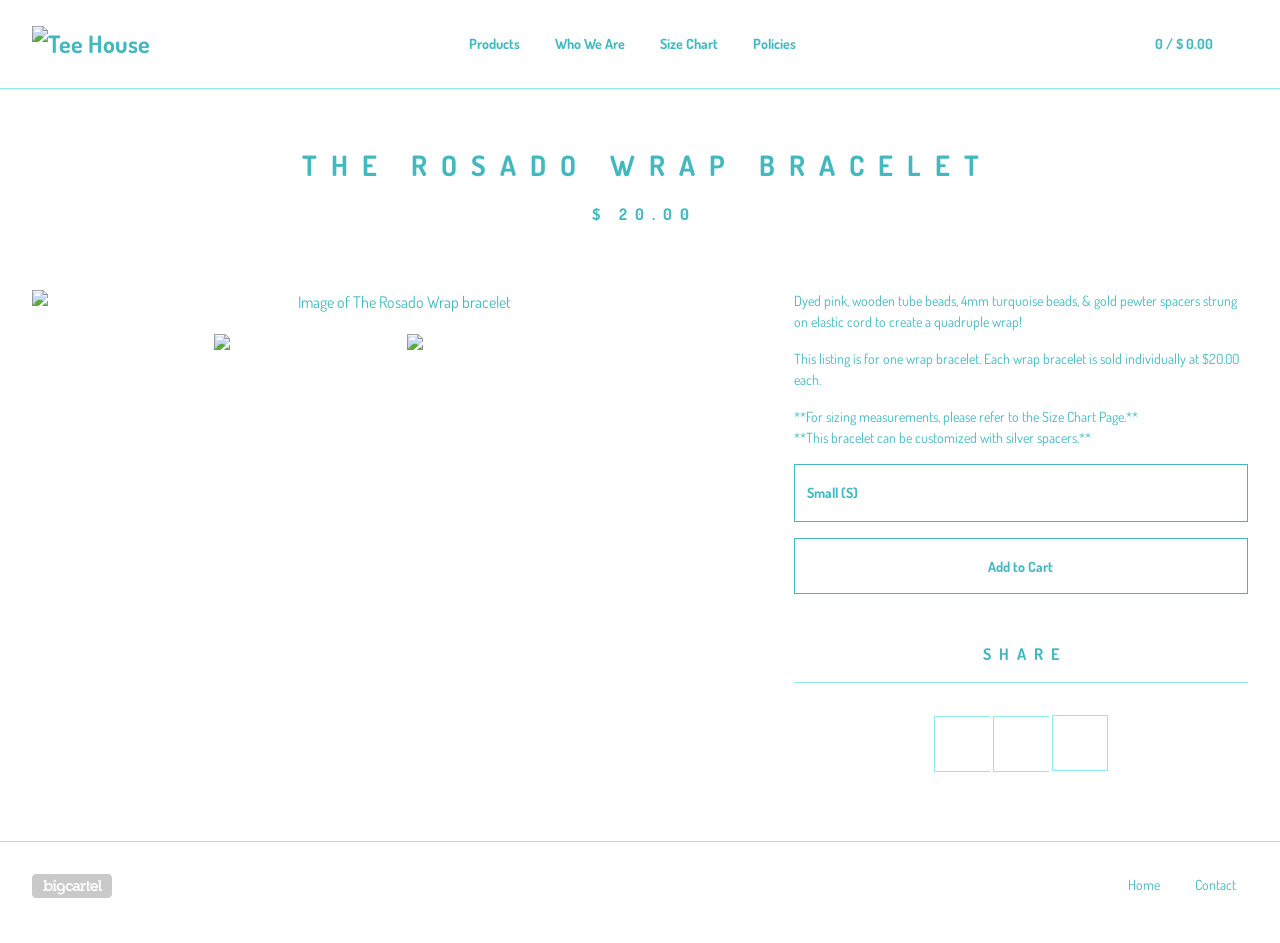 Tee House
Products
Who We Are
Size Chart
Policies
0 / $ 0.00
THE ROSADO WRAP BRACELET
$ 20.00
Image of The Rosado Wrap bracelet
Dyed pink, wooden tube beads, 4mm turquoise beads, & gold pewter spacers strung
on elastic cord to create a quadruple wrap!
This listing is for one wrap bracelet. Each wrap bracelet is sold individually at $20.00
each.
**For sizing measurements, please refer to the Size Chart Page.**
**This bracelet can be customized with silver spacers.**
Small (S)
Add to Cart
SHARE
bigcartel
Home
Contact